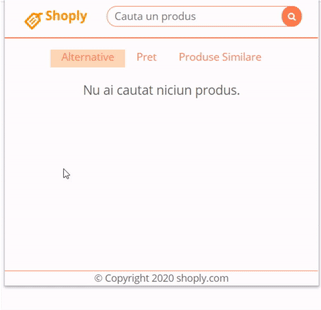 Shoply
Cauta un produs
Alternative Pret Produse Similare
Nu ai cautat niciun produs.
© Copyright 2020 shoply.com